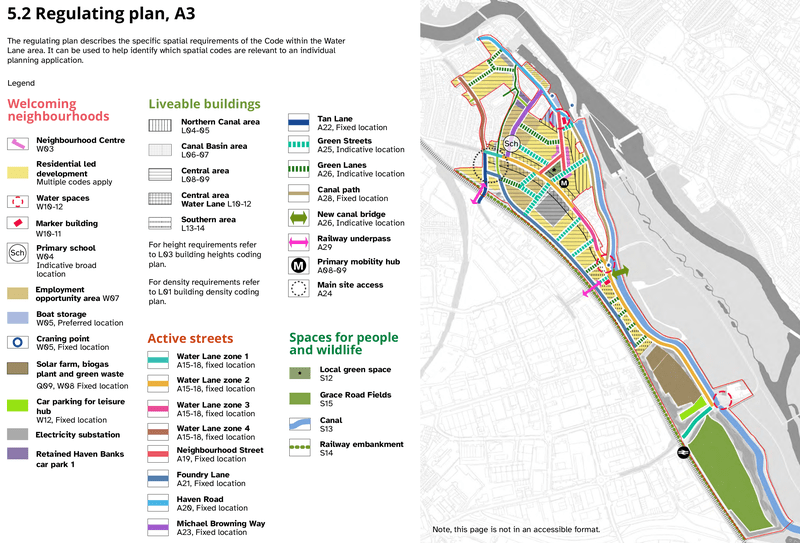 5.2 Regulating plan, A3
The regulating plan describes the specific spatial requirements of the Code within the Water
Lane area. It can be used to help identify which spatial codes are relevant to an individual
planning application.
Legend
Welcoming
neighbourhoods
Neighbourhood Centre
W03
Residential led
development
Multiple codes apply
Water spaces
W10-12
Marker building
W10-11
Sch
Primary school
W04
Indicative broad
location
Employment
opportunity area W07
Boat storage
W05, Preferred location
Craning point
W05, Fixed location
Solar farm, biogas
plant and green waste
Q09, W08 Fixed location
Car parking for leisure
hub
W12, Fixed location
Electricity substation
Retained Haven Banks
car park 1
Liveable buildings
Northern Canal area
L04-05
Canal Basin area
L06-07
Central area
L08-09
Central area
Water Lane L10-12
Southern area
L13-14
For height requirements refer
to L03 building heights coding
plan.
For density requirements refer
to L01 building density coding
plan.
Active streets
Water Lane zone 1
A15-18, fixed location
Water Lane zone 2
A15-18, fixed location
Water Lane zone 3
A15-18, fixed location
Water Lane zone 4
A15-18, fixed location
Neighbourhood Street
A19, Fixed location
Foundry Lane
A21, Fixed location
Haven Road
A20, Fixed location
Michael Browning Way
A23, Fixed location
Tan Lane
A22, Fixed location
Green Streets
A25, Indicative location
Green Lanes
A26, Indicative location
Canal path
A28, Fixed location
New canal bridge
A26, Indicative location
Railway underpass
A29
M
Primary mobility hub
A08-09
Main site access
A24
Spaces for people
and wildlife
Local green space
S12
Grace Road Fields
S15
Canal
S13
Railway embankment
S14
Sch
M
Note, this page is not in an accessible format.